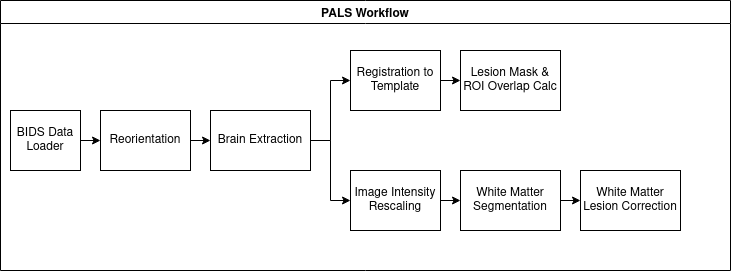 PALS Workflow
BIDS Data
Loader
Reorientation
Brain Extraction
Registration to
Template
Lesion Mask &
ROI Overlap Calc
Image Intensity
Rescaling
White Matter
Segmentation
White Matter
Lesion Correction